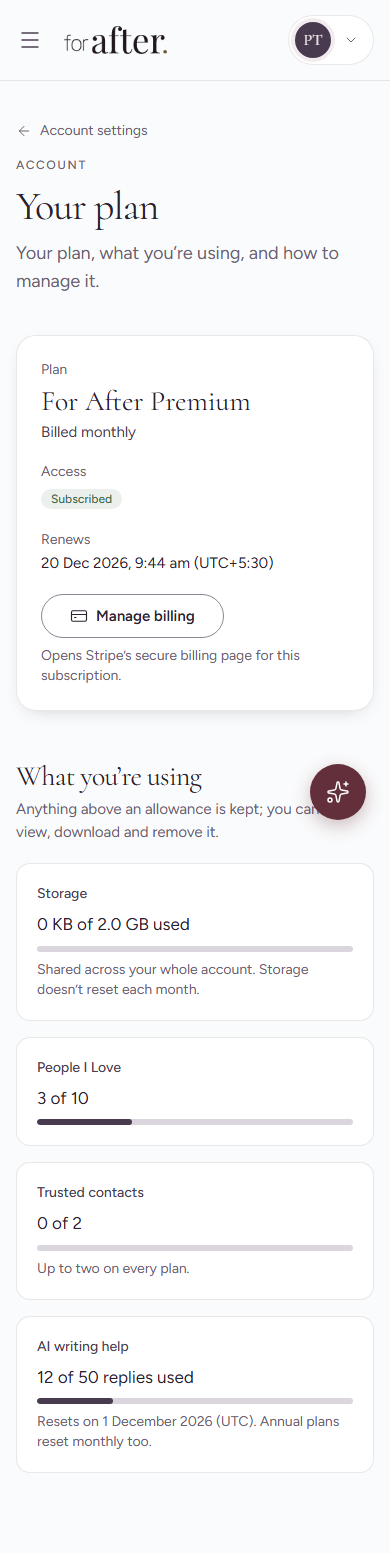 for after.
PT
Account settings
ACCOUNT
Your plan
Your plan, what you’re using, and how to
manage it.
Plan
For After Premium
Billed monthly
Access
Subscribed
Renews
20 Dec 2026, 9:44 am (UTC+5:30)
Manage billing
Opens Stripe’s secure billing page for this
subscription.
What you’re using
Anything above an allowance is kept; you can
view, download and remove it.
Storage
0 KB of 2.0 GB used
Shared across your whole account. Storage
doesn’t reset each month.
People I Love
3 of 10
Trusted contacts
0 of 2
Up to two on every plan.
AI writing help
12 of 50 replies used
Resets on 1 December 2026 (UTC). Annual plans
reset monthly too.